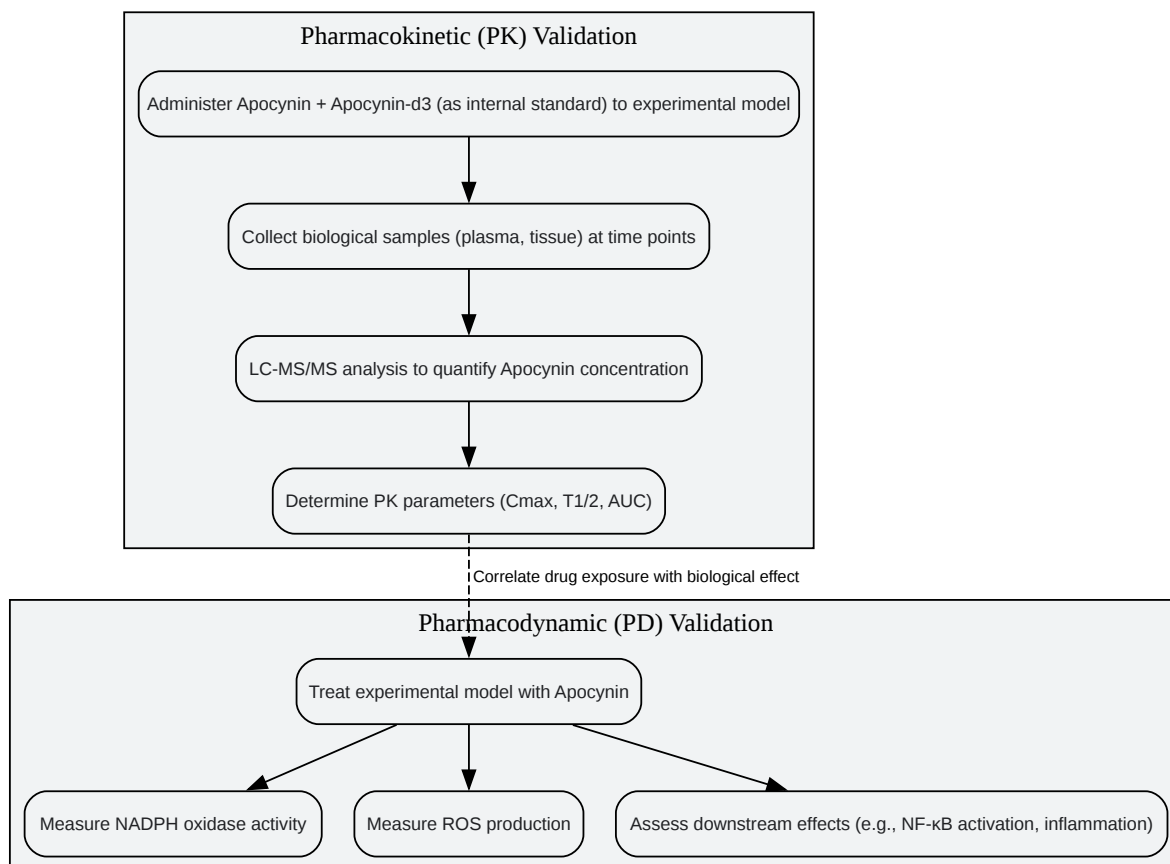 Pharmacokinetic (PK) Validation
Administer Apocynin + Apocynin-d3 (as internal standard) to experimental model
Collect biological samples (plasma, tissue) at time points
LC-MS/MS analysis to quantify Apocynin concentration
Determine PK parameters (Cmax, T1/2, AUC)
Correlate drug exposure with biological effect
Pharmacodynamic (PD) Validation
Treat experimental model with Apocynin
Measure NADPH oxidase activity
Measure ROS production
Assess downstream effects (e.g., NF-κB activation, inflammation)